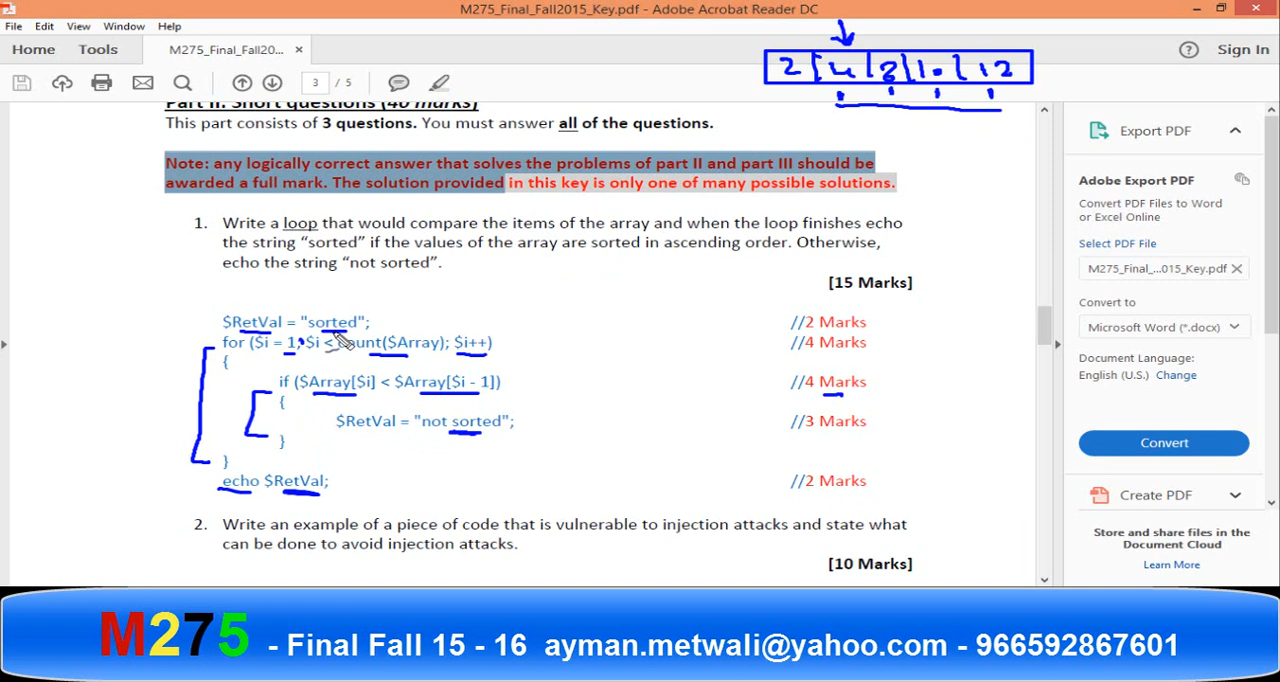 M275_Final_Fall2015_Key.pdf - Adobe Acrobat Reader DC
File Edit View Window Help
Home Tools M275_Final_Fall20... × Sign In
3 / 5
2 4 8 10 12
Part II: Short questions (40 marks)
This part consists of 3 questions. You must answer all of the questions.
Note: any logically correct answer that solves the problems of part II and part III should be
awarded a full mark. The solution provided in this key is only one of many possible solutions.
1. Write a loop that would compare the items of the array and when the loop finishes echo
the string “sorted” if the values of the array are sorted in ascending order. Otherwise,
echo the string “not sorted”.
[15 Marks]
$RetVal = "sorted"; //2 Marks
for ($i = 1; $i < count($Array); $i++) //4 Marks
{
if ($Array[$i] < $Array[$i - 1]) //4 Marks
{
$RetVal = "not sorted"; //3 Marks
}
}
echo $RetVal; //2 Marks
2. Write an example of a piece of code that is vulnerable to injection attacks and state what
can be done to avoid injection attacks.
[10 Marks]
Export PDF
Adobe Export PDF
Convert PDF Files to Word
or Excel Online
Select PDF File
M275_Final_...015_Key.pdf ×
Convert to
Microsoft Word (*.docx)
Document Language:
English (U.S.) Change
Convert
Create PDF
Store and share files in the
Document Cloud
Learn More
M275 - Final Fall 15 - 16 ayman.metwali@yahoo.com - 966592867601